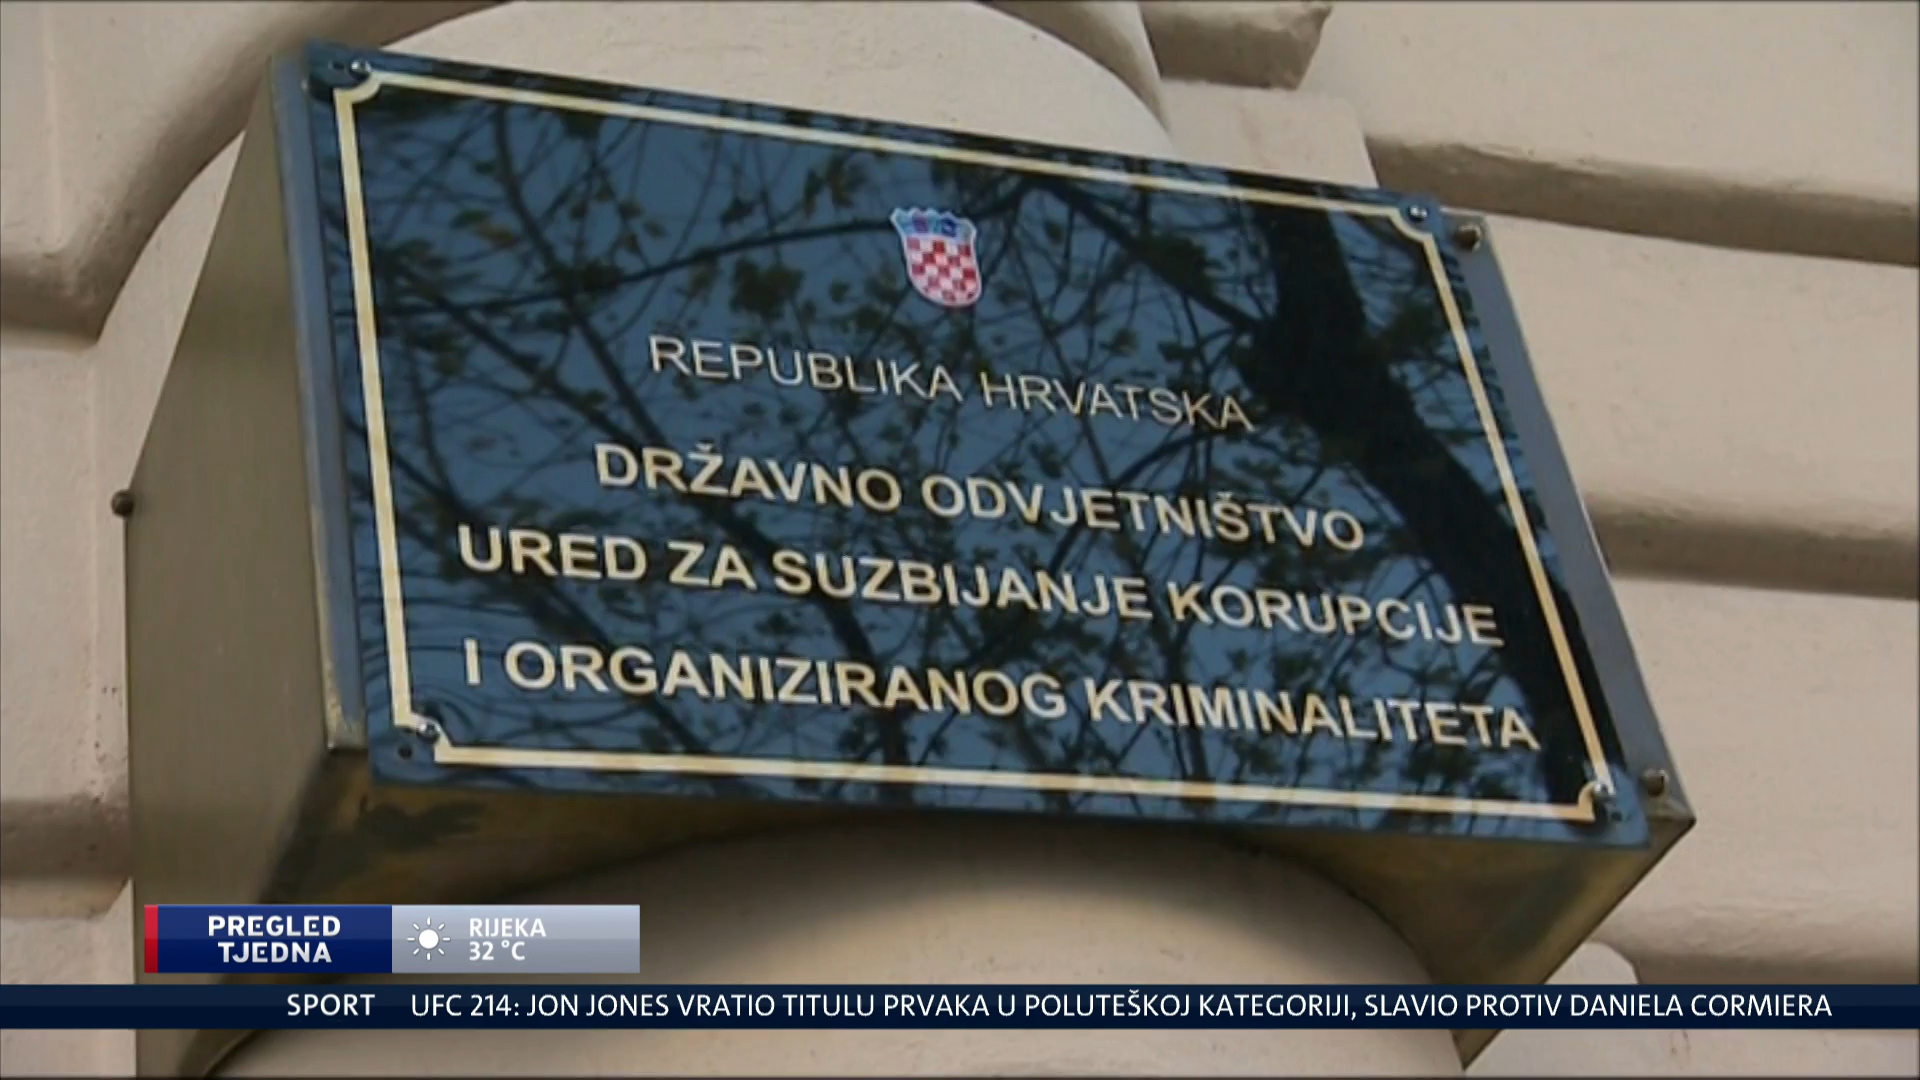 REPUBLIKA HRVATSKA
DRŽAVNO ODVJETNIŠTVO
URED ZA SUZBIJANJE KORUPCIJE
I ORGANIZIRANOG KRIMINALITETA
PREGLED
TJEDNA
RIJEKA
32 °C
SPORT UFC 214: JON JONES VRATIO TITULU PRVAKA U POLUTEŠKOJ KATEGORIJI, SLAVIO PROTIV DANIELA CORMIERA